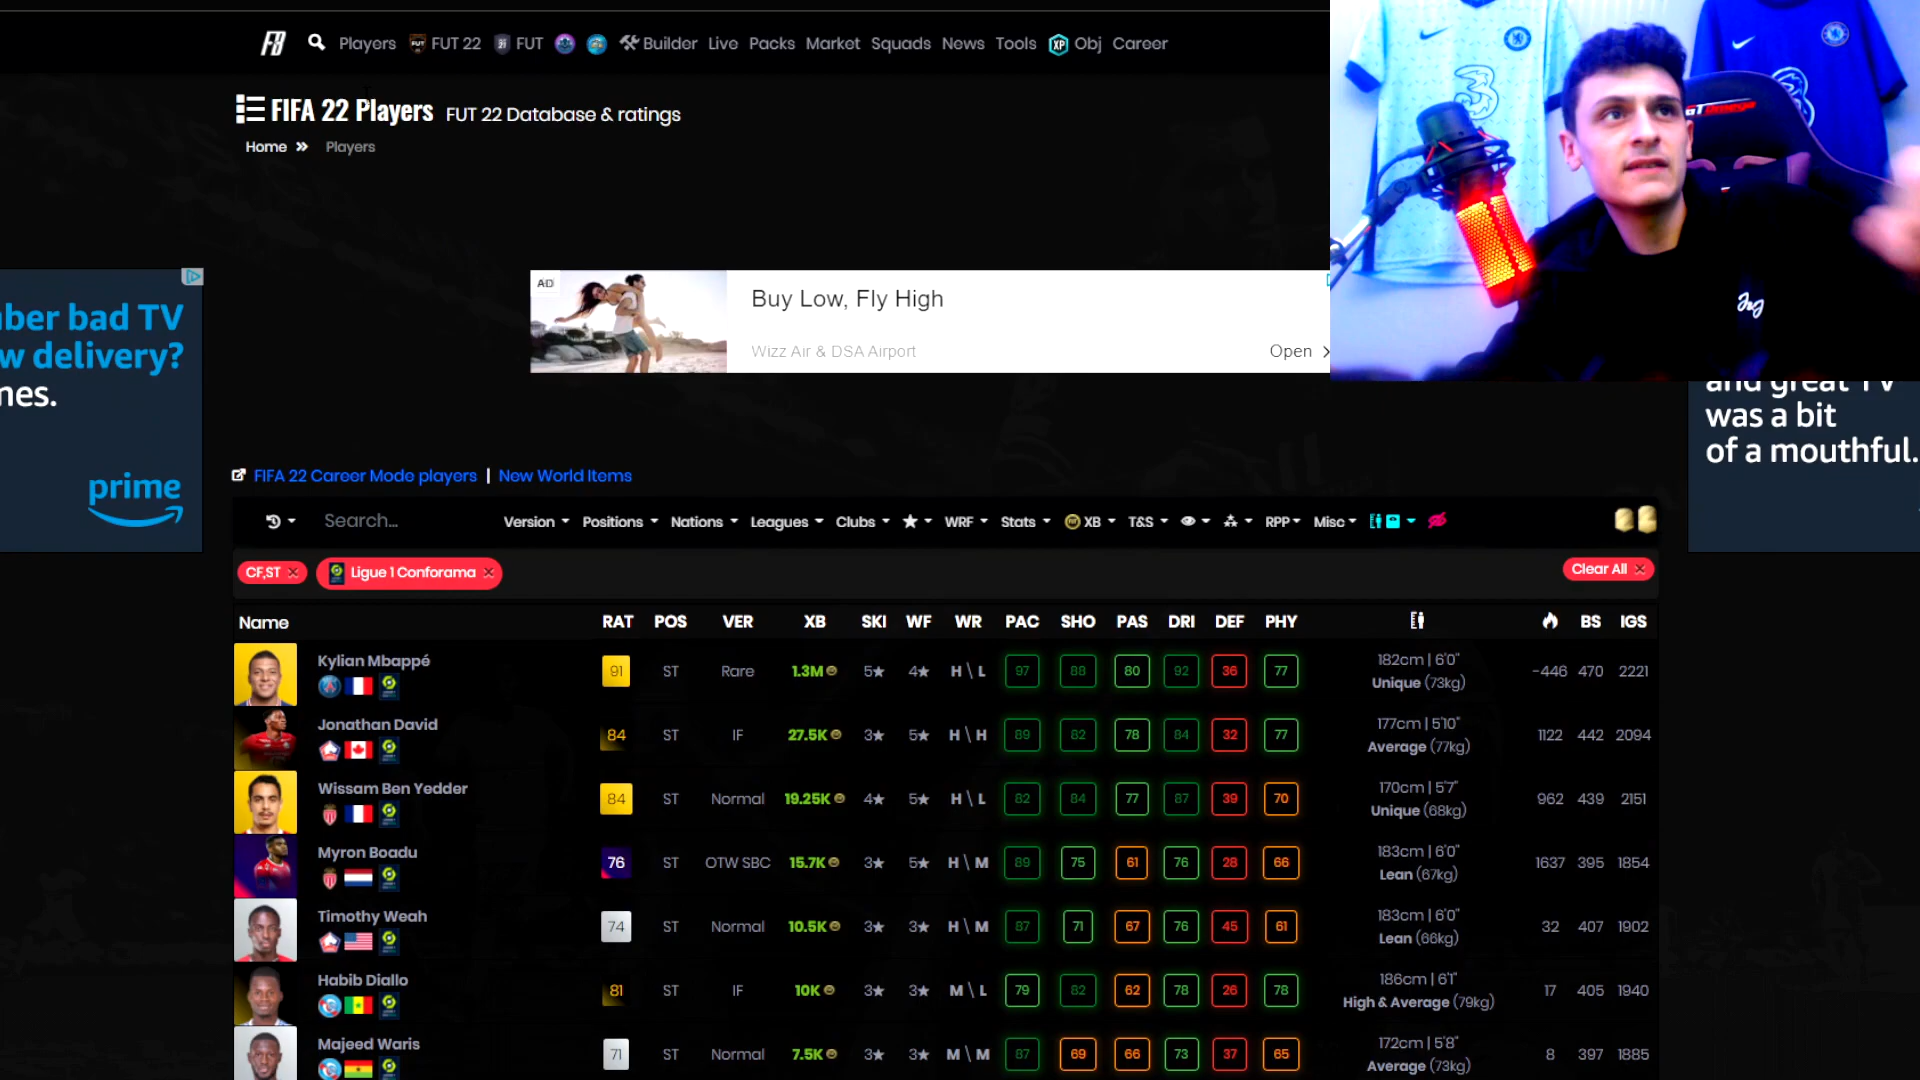 Players FUT 22 FUT Builder Live Packs Market Squads News Tools XP Obj Career
FIFA 22 Players FUT 22 Database & ratings
Home » Players
GTOmega
AD
Buy Low, Fly High
Wizz Air & DSA Airport
Open
bad TV
delivery?
prime
and great TV
was a bit
of a mouthful.
FIFA 22 Career Mode players | New World Items
Search... Version Positions Nations Leagues Clubs WRF Stats XB T&S RPP Misc
CF,ST × Ligue 1 Conforama × Clear All ×
Name RAT POS VER XB SKI WF WR PAC SHO PAS DRI DEF PHY BS IGS
Kylian Mbappé 91 ST Rare 1.3M 5★ 4★ H \ L 97 88 80 92 36 77 182cm | 6'0" -446 470 2221
Unique (73kg)
Jonathan David 84 ST IF 27.5K 3★ 5★ H \ H 89 82 78 84 32 77 177cm | 5'10" 1122 442 2094
Average (77kg)
Wissam Ben Yedder 84 ST Normal 19.25K 4★ 5★ H \ L 82 84 77 87 39 70 170cm | 5'7" 962 439 2151
Unique (68kg)
Myron Boadu 76 ST OTW SBC 15.7K 3★ 5★ H \ M 89 75 61 76 28 66 183cm | 6'0" 1637 395 1854
Lean (67kg)
Timothy Weah 74 ST Normal 10.5K 3★ 3★ H \ M 87 71 67 76 45 61 183cm | 6'0" 32 407 1902
Lean (66kg)
Habib Diallo 81 ST IF 10K 3★ 3★ M \ L 79 82 62 78 26 78 186cm | 6'1" 17 405 1940
High & Average (79kg)
Majeed Waris 71 ST Normal 7.5K 3★ 3★ M \ M 87 69 66 73 37 65 172cm | 5'8" 8 397 1885
Average (73kg)